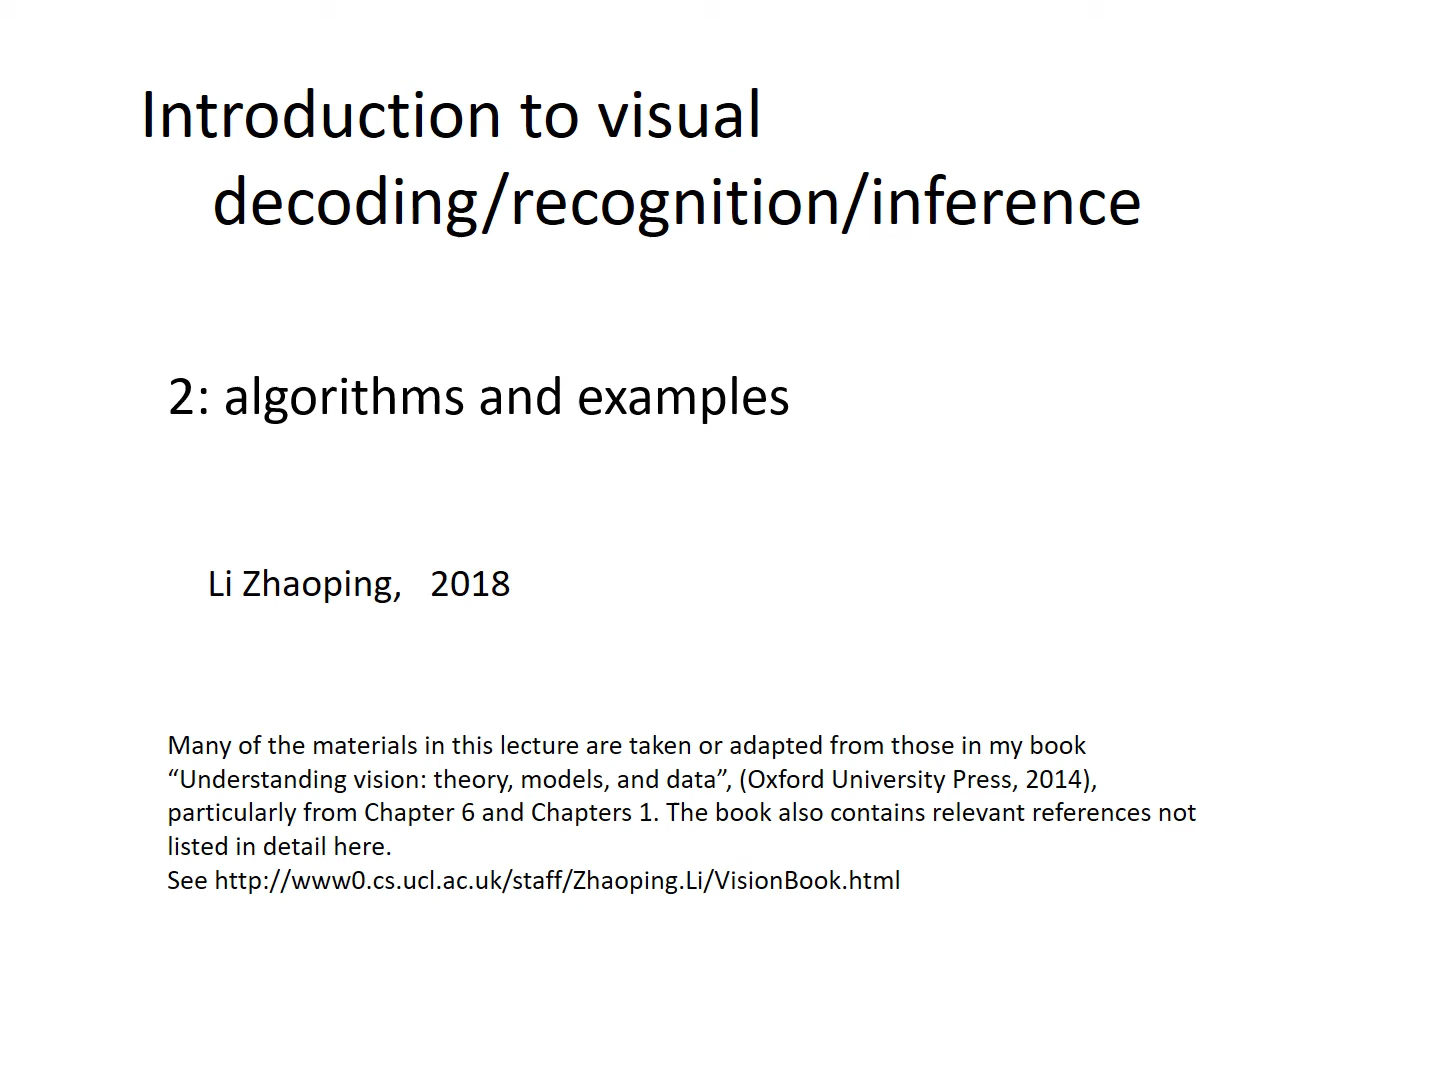 Introduction to visual
decoding/recognition/inference
2: algorithms and examples
Li Zhaoping, 2018
Many of the materials in this lecture are taken or adapted from those in my book
“Understanding vision: theory, models, and data”, (Oxford University Press, 2014),
particularly from Chapter 6 and Chapters 1. The book also contains relevant references not
listed in detail here.
See http://www0.cs.ucl.ac.uk/staff/Zhaoping.Li/VisionBook.html